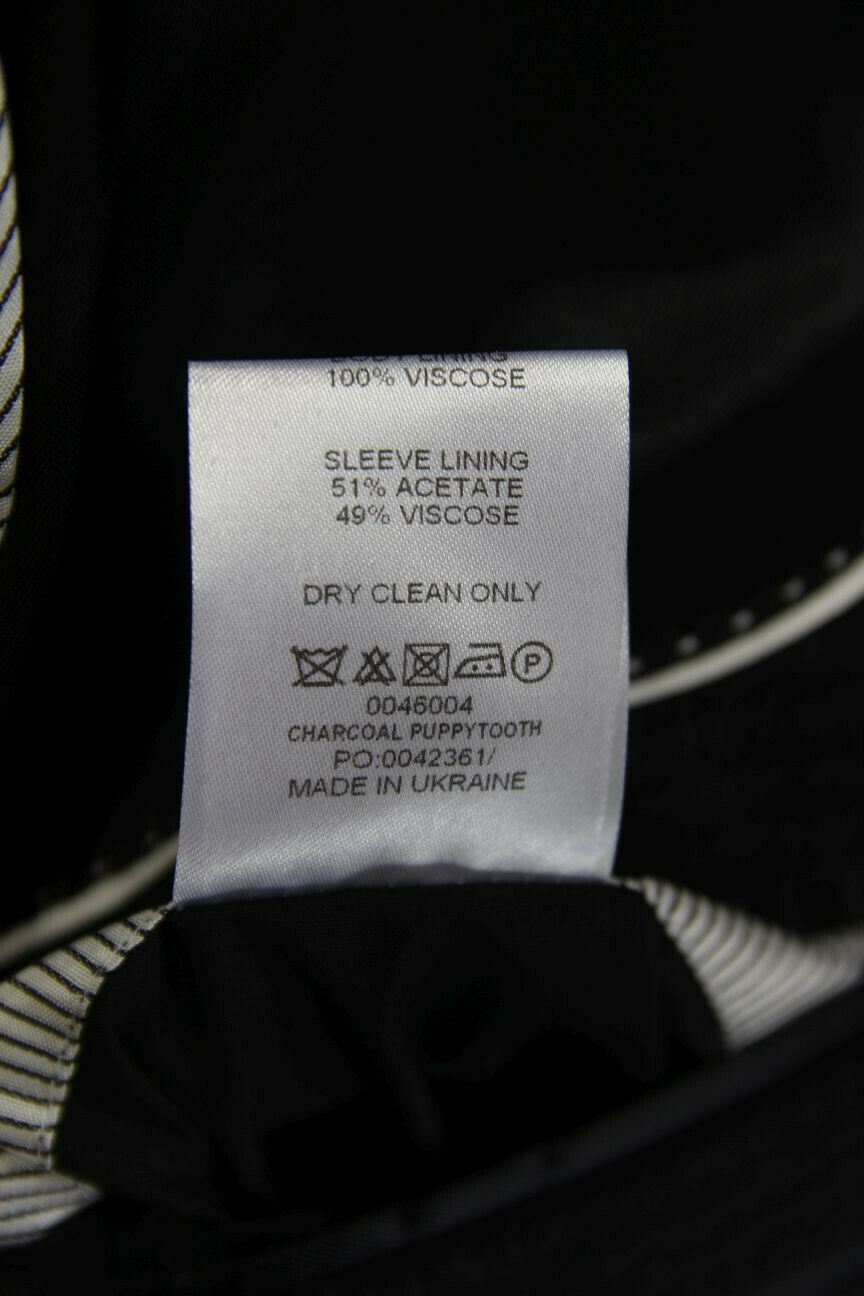 LINING
100% VISCOSE
SLEEVE LINING
51% ACETATE
49% VISCOSE
DRY CLEAN ONLY
P
0046004
CHARCOAL PUPPYTOOTH
PO:0042361/
MADE IN UKRAINE